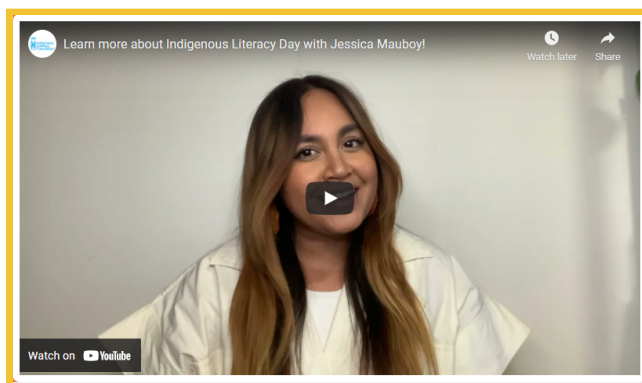 Learn more about Indigenous Literacy Day with Jessica Mauboy!
Watch later
Share
Watch on YouTube